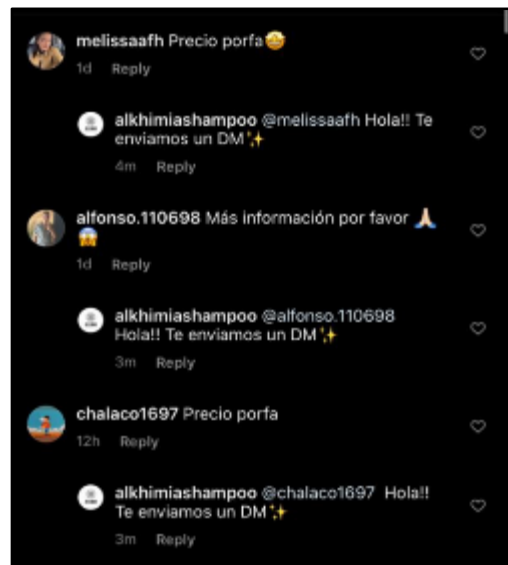 melissaafh Precio porfa🤩
1d Reply
alkhimiashampoo @melissaafh Hola!! Te
enviamos un DM✨
4m Reply
alfonso.110698 Más información por favor 🙏🏻
😱
1d Reply
alkhimiashampoo @alfonso.110698
Hola!! Te enviamos un DM✨
3m Reply
chalaco1697 Precio porfa
12h Reply
alkhimiashampoo @chalaco1697 Hola!!
Te enviamos un DM✨
3m Reply